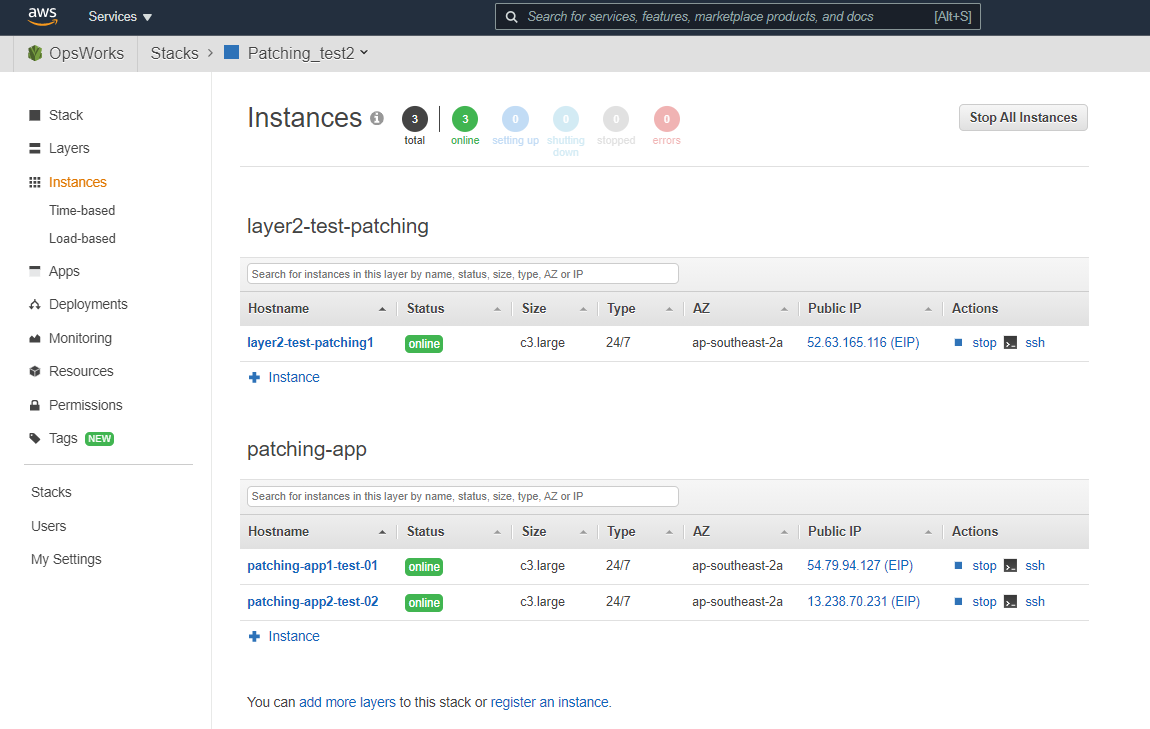 aws Services Search for services, features, marketplace products, and docs [Alt+S]
OpsWorks Stacks Patching_test2
Stack
Layers
Instances
Time-based
Load-based
Apps
Deployments
Monitoring
Resources
Permissions
Tags NEW
Stacks
Users
My Settings
Instances
3 total
3 online
0 setting up
0 shutting down
0 stopped
0 errors
Stop All Instances
layer2-test-patching
Search for instances in this layer by name, status, size, type, AZ or IP
Hostname Status Size Type AZ Public IP Actions
layer2-test-patching1 online c3.large 24/7 ap-southeast-2a 52.63.165.116 (EIP) stop ssh
Instance
patching-app
Search for instances in this layer by name, status, size, type, AZ or IP
Hostname Status Size Type AZ Public IP Actions
patching-app1-test-01 online c3.large 24/7 ap-southeast-2a 54.79.94.127 (EIP) stop ssh
patching-app2-test-02 online c3.large 24/7 ap-southeast-2a 13.238.70.231 (EIP) stop ssh
Instance
You can add more layers to this stack or register an instance.